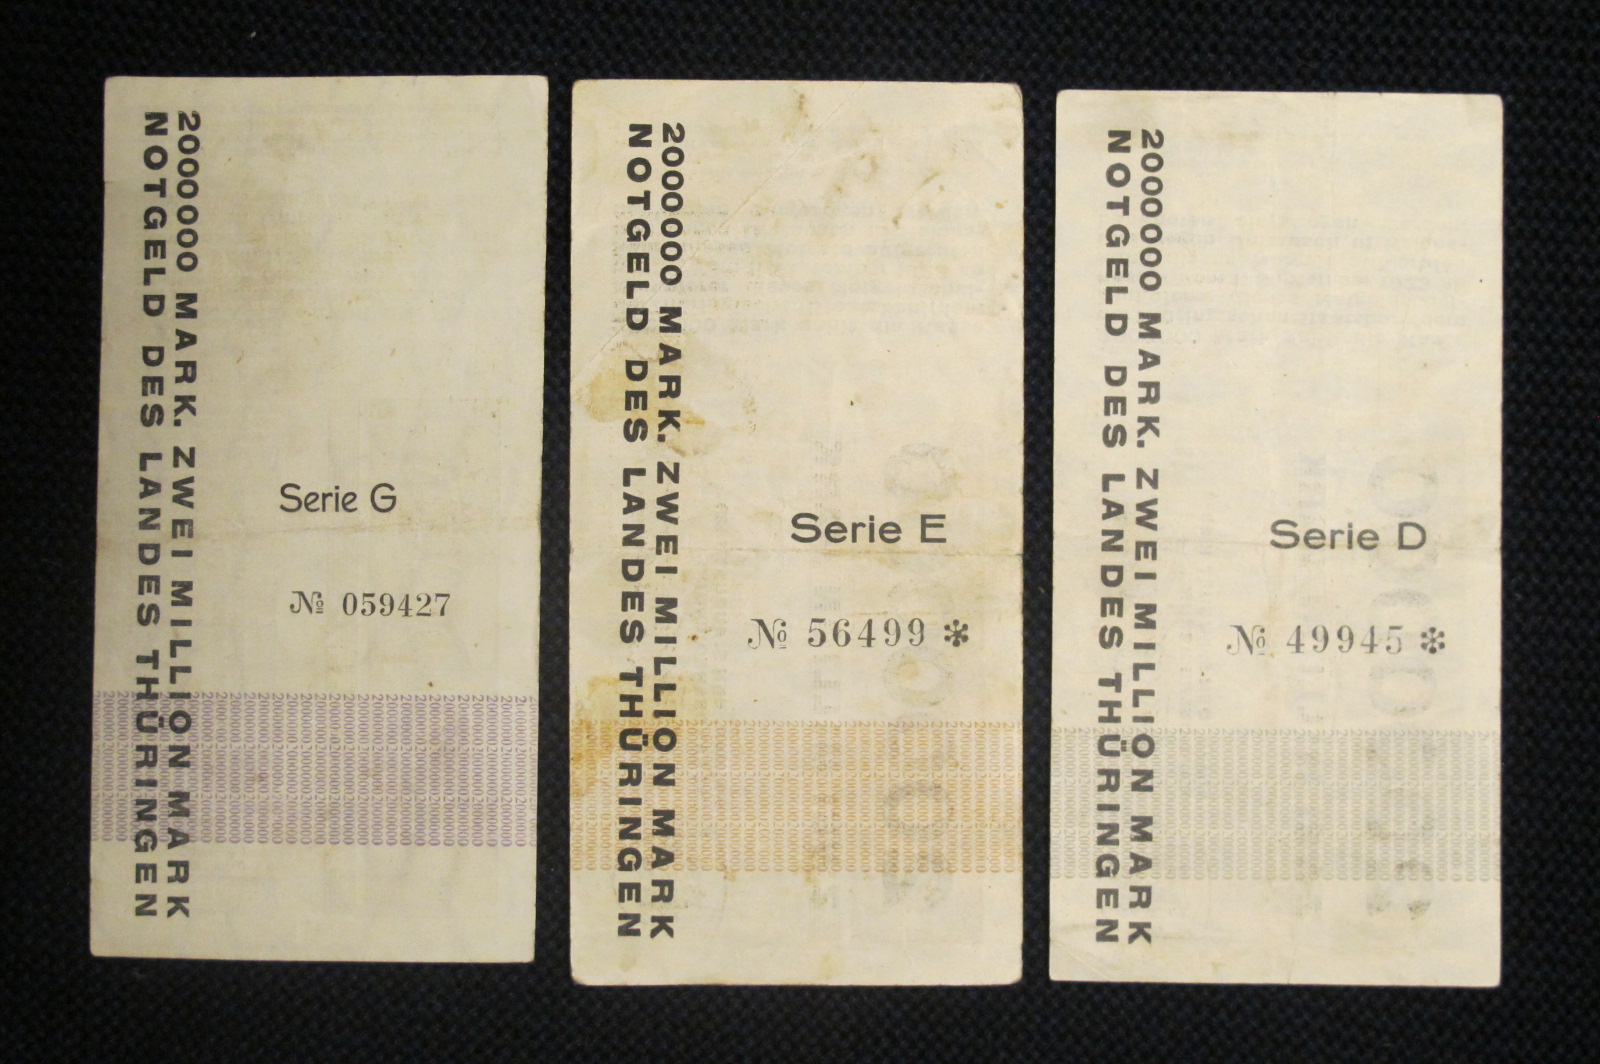 2000000 MARK. ZWEI MILLION MARK
NOTGELD DES LANDES THÜRINGEN
Serie G
№ 059427
2000000 MARK. ZWEI MILLION MARK
NOTGELD DES LANDES THÜRINGEN
Serie E
№ 56499 *
2000000 MARK. ZWEI MILLION MARK
NOTGELD DES LANDES THÜRINGEN
Serie D
№ 49945 *